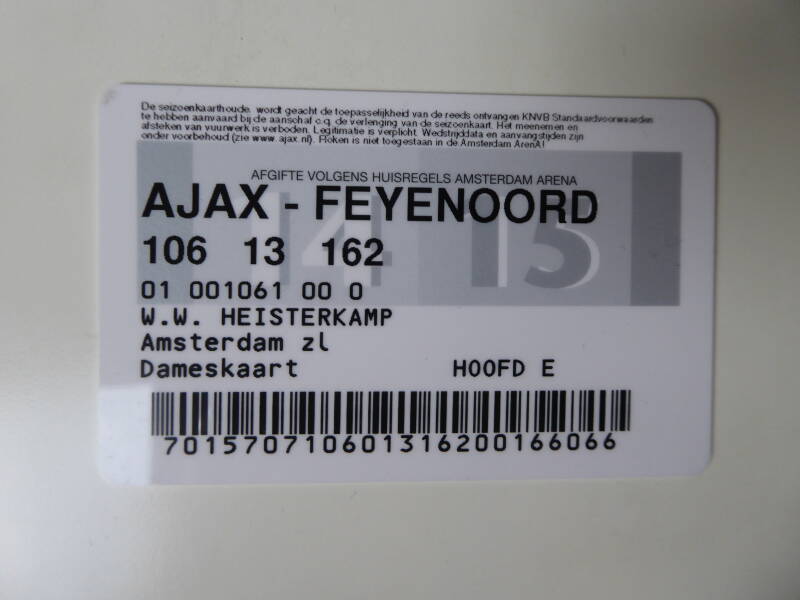 De seizoenkaarthoude. wordt geacht de toepasselijkheid van de reeds ontvangen KNVB Standaardvoorwaarden
te hebben aanvaard bij de aanschaf c.q. de verlenging van de seizoenkaart. Het meenemen en
afsteken van vuurwerk is verboden. Legitimatie is verplicht. Wedstrijddata en aanvangstijden zijn
onder voorbehoud (zie www.ajax.nl). Roken is niet toegestaan in de Amsterdam ArenA!
AFGIFTE VOLGENS HUISREGELS AMSTERDAM ARENA
AJAX - FEYENOORD
14 15
106 13 162
01 001061 00 0
W.W. HEISTERKAMP
Amsterdam zl
Dameskaart HOOFD E
701570710601316200166066